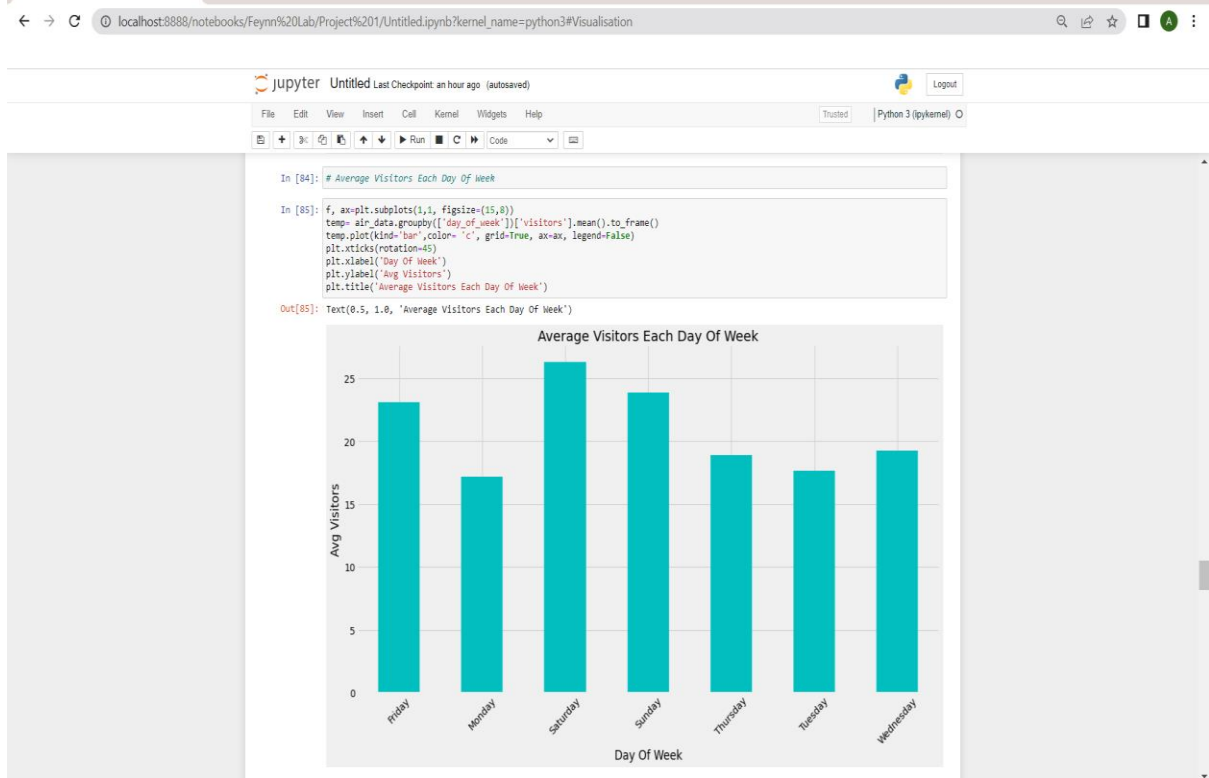 localhost:8888/notebooks/Feynn%20Lab/Project%201/Untitled.ipynb?kernel_name=python3#Visualisation
A
jupyter Untitled Last Checkpoint: an hour ago (autosaved)
Logout
File Edit View Insert Cell Kernel Widgets Help
Trusted
Python 3 (ipykernel)
Run
Code
In [84]: # Average Visitors Each Day Of Week
In [85]: f, ax=plt.subplots(1,1, figsize=(15,8))
temp= air_data.groupby(['day_of_week'])['visitors'].mean().to_frame()
temp.plot(kind='bar',color= 'c', grid=True, ax=ax, legend=False)
plt.xticks(rotation=45)
plt.xlabel('Day Of Week')
plt.ylabel('Avg Visitors')
plt.title('Average Visitors Each Day Of Week')
Out[85]: Text(0.5, 1.0, 'Average Visitors Each Day Of Week')
Average Visitors Each Day Of Week
25
20
15
10
5
0
Avg Visitors
Friday
Monday
Saturday
Sunday
Thursday
Tuesday
Wednesday
Day Of Week